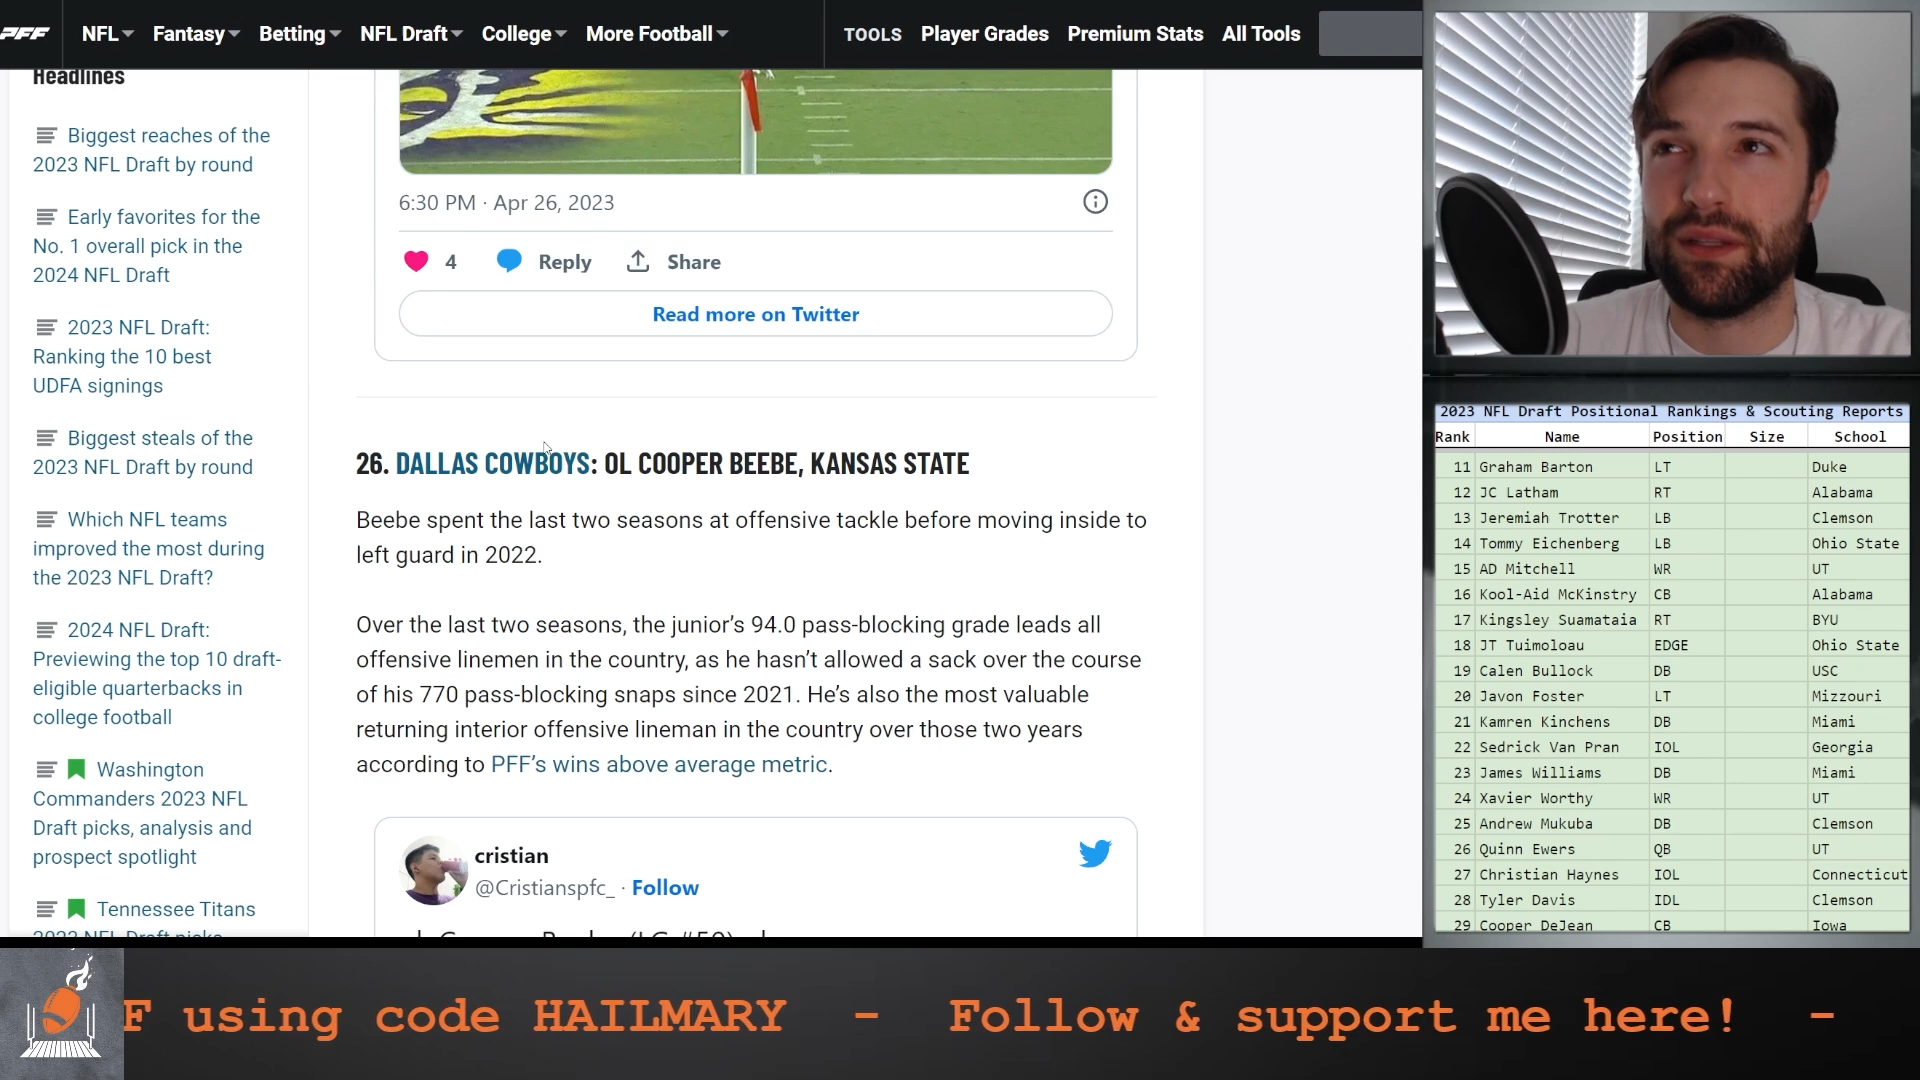 PFF
NFL Fantasy Betting NFL Draft College More Football TOOLS Player Grades Premium Stats All Tools
Headlines
Biggest reaches of the
2023 NFL Draft by round
Early favorites for the
No. 1 overall pick in the
2024 NFL Draft
2023 NFL Draft:
Ranking the 10 best
UDFA signings
Biggest steals of the
2023 NFL Draft by round
Which NFL teams
improved the most during
the 2023 NFL Draft?
2024 NFL Draft:
Previewing the top 10 draft-
eligible quarterbacks in
college football
Washington
Commanders 2023 NFL
Draft picks, analysis and
prospect spotlight
Tennessee Titans
2023 NFL Draft picks
6:30 PM · Apr 26, 2023
4 Reply Share
Read more on Twitter
26. DALLAS COWBOYS: OL COOPER BEEBE, KANSAS STATE
Beebe spent the last two seasons at offensive tackle before moving inside to
left guard in 2022.
Over the last two seasons, the junior’s 94.0 pass-blocking grade leads all
offensive linemen in the country, as he hasn’t allowed a sack over the course
of his 770 pass-blocking snaps since 2021. He’s also the most valuable
returning interior offensive lineman in the country over those two years
according to PFF’s wins above average metric.
cristian
@Cristianspfc_ · Follow
2023 NFL Draft Positional Rankings & Scouting Reports
Rank Name Position Size School
11 Graham Barton LT Duke
12 JC Latham RT Alabama
13 Jeremiah Trotter LB Clemson
14 Tommy Eichenberg LB Ohio State
15 AD Mitchell WR UT
16 Kool-Aid McKinstry CB Alabama
17 Kingsley Suamataia RT BYU
18 JT Tuimoloau EDGE Ohio State
19 Calen Bullock DB USC
20 Javon Foster LT Mizzouri
21 Kamren Kinchens DB Miami
22 Sedrick Van Pran IOL Georgia
23 James Williams DB Miami
24 Xavier Worthy WR UT
25 Andrew Mukuba DB Clemson
26 Quinn Ewers QB UT
27 Christian Haynes IOL Connecticut
28 Tyler Davis IDL Clemson
29 Cooper DeJean CB Iowa
F using code HAILMARY - Follow & support me here! -